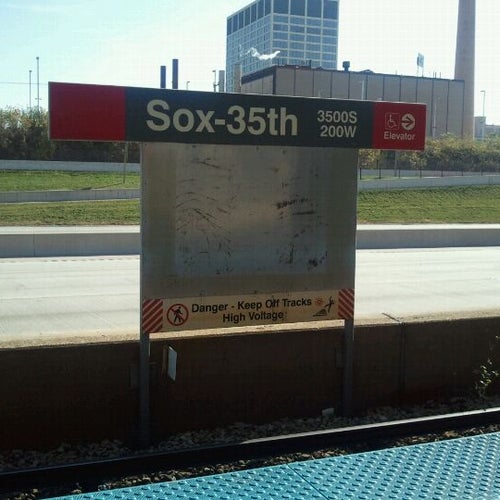 Sox-35th
3500S
200W
Elevator
Danger - Keep Off Tracks
High Voltage